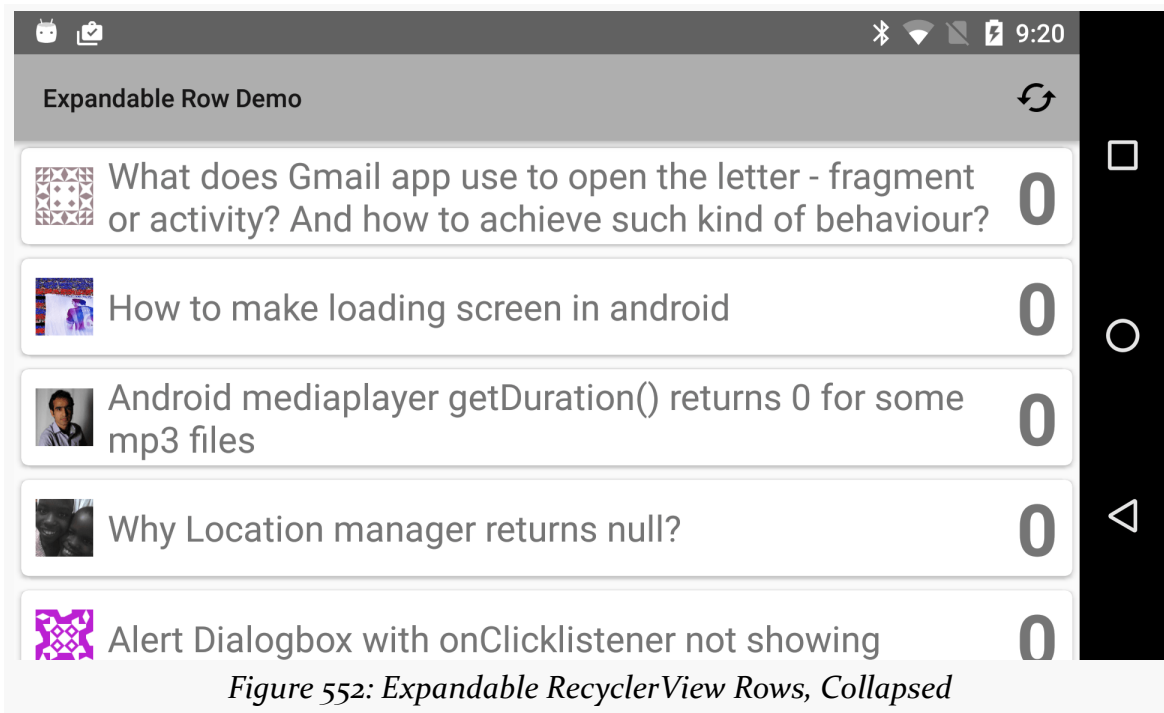 9:20
Expandable Row Demo
What does Gmail app use to open the letter - fragment
or activity? And how to achieve such kind of behaviour?
0
How to make loading screen in android
0
Android mediaplayer getDuration() returns 0 for some
mp3 files
0
Why Location manager returns null?
0
Alert Dialogbox with onClicklistener not showing
0
Figure 552: Expandable RecyclerView Rows, Collapsed